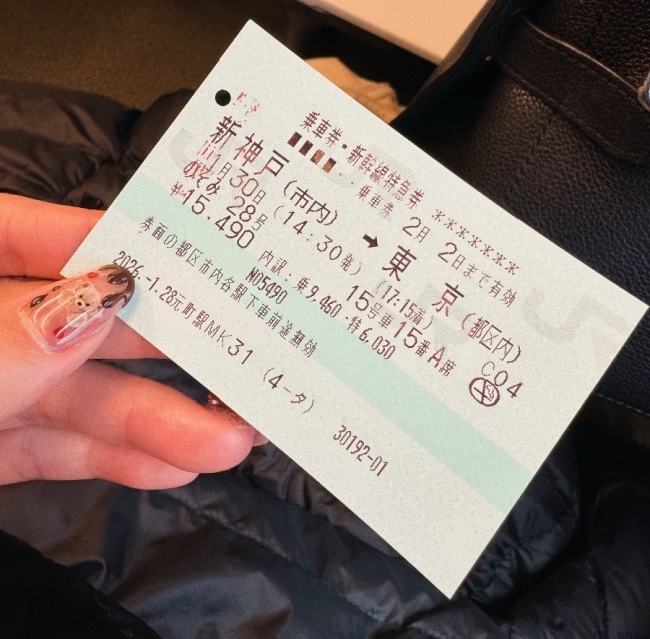 乗車券・新幹線特急券 *******
新神戸(市内) ➡ 東京(都区内)
乗車券 2月 2日まで有効
1月30日(14:30発)(17:15着) C04
のぞみ 28号 15号車 15番A席
¥15,490 内訳:乗9,460・特6,030
券面の都区市内各駅下車前途無効
2026.-1.28元町駅MK31 (4-タ) 30192-01